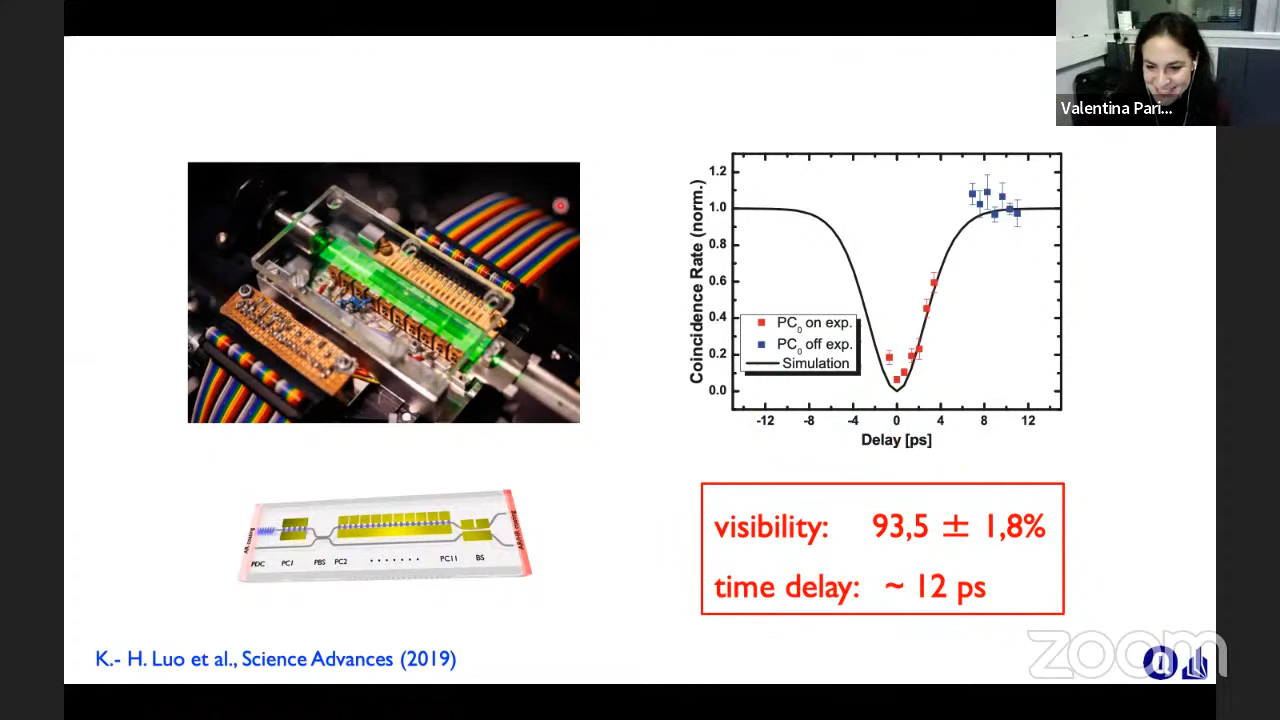 Valentina Pari...
1.2
1.0
0.8
0.6
0.4
0.2
0.0
Coincidence Rate (norm.)
PC0 on exp.
PC0 off exp.
Simulation
-12 -8 -4 0 4 8 12
Delay [ps]
PDC PC1 PBS PC2 ....... PC11 BS
visibility: 93,5 ± 1,8%
time delay: ~ 12 ps
K.- H. Luo et al., Science Advances (2019)
zoom